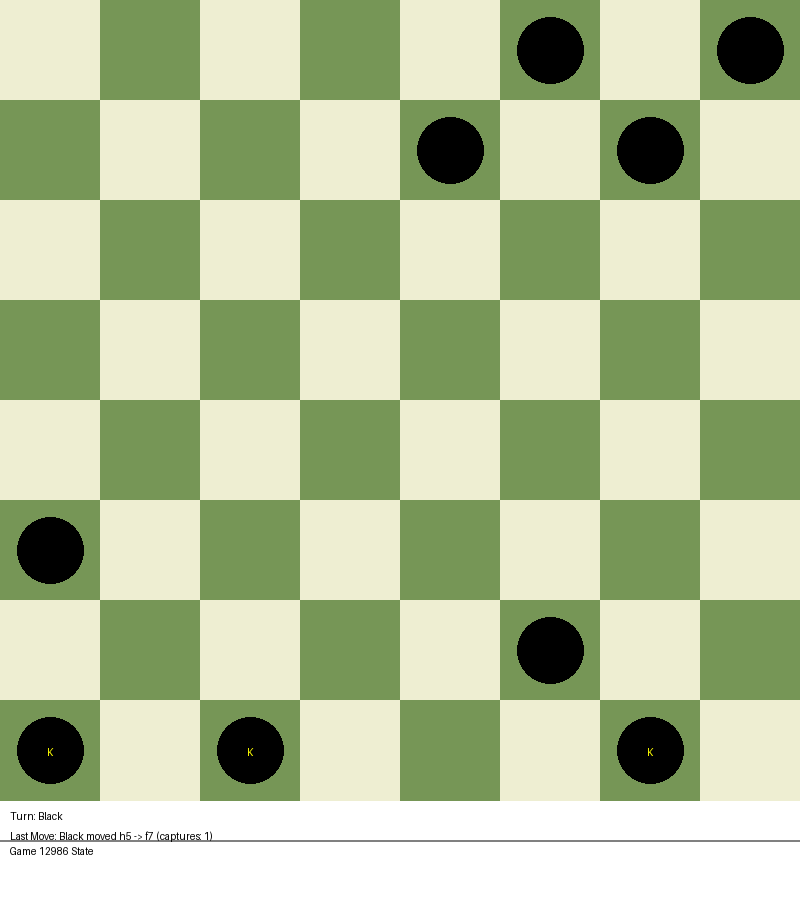 K K K
Turn: Black
Last Move: Black moved h5 -> f7 (captures: 1)
Game 12986 State